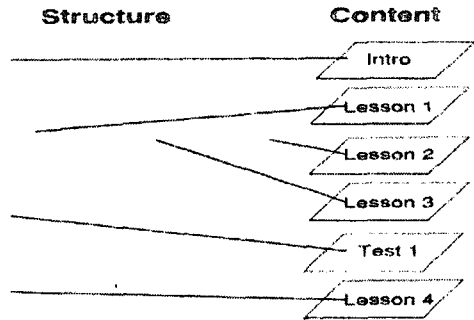 Structure Content
Intro
Lesson 1
Lesson 2
Lesson 3
Test 1
Lesson 4